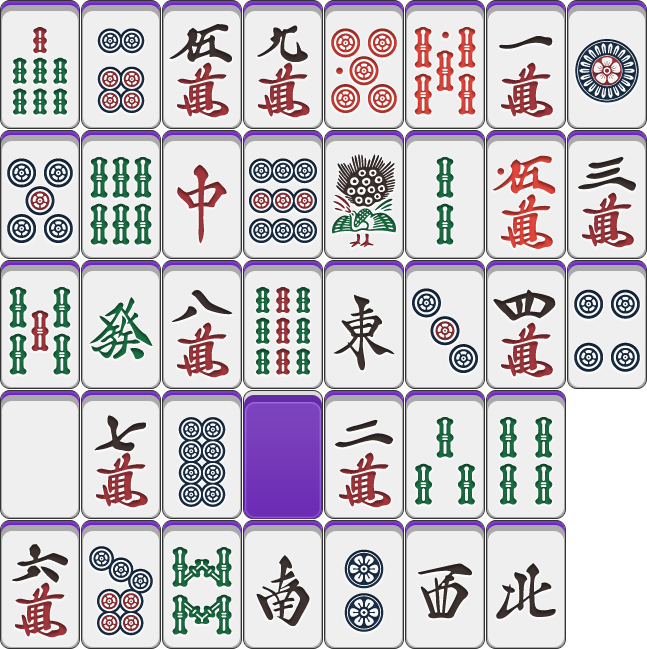 伍萬 九萬 一萬
中 伍萬 三萬
發 八萬 東 四萬
七萬 二萬
六萬 南 西 北